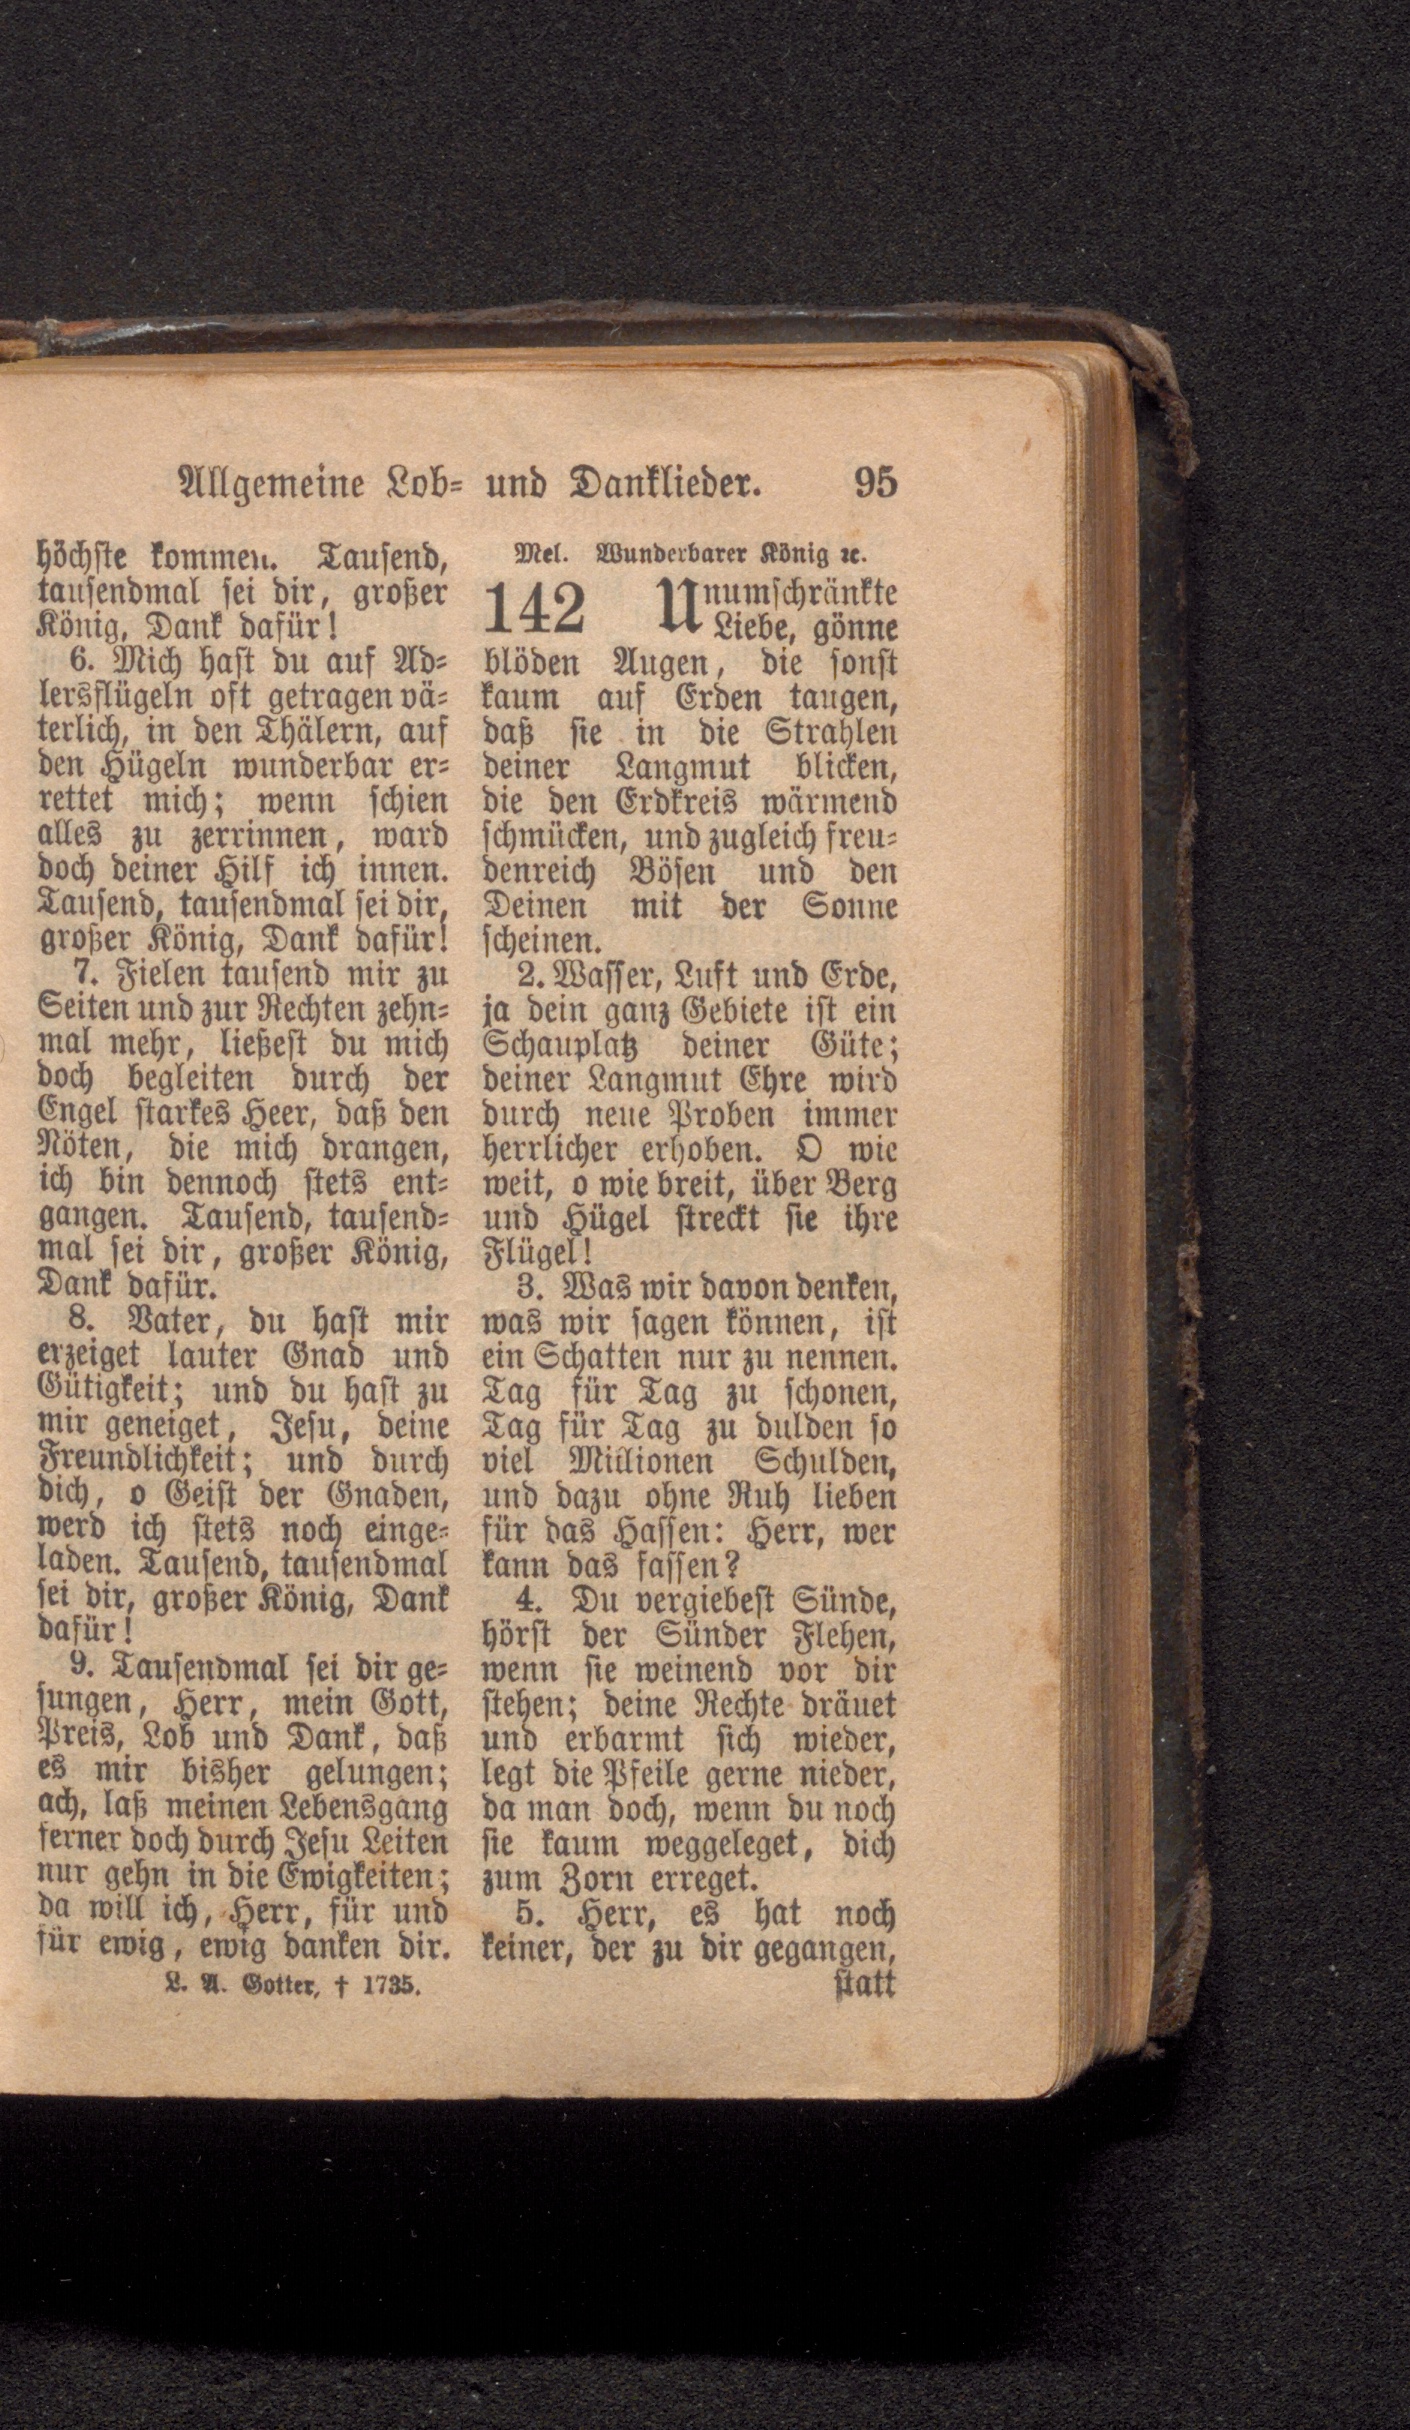 Allgemeine Lob- und Danklieder. 95
höchste kommen. Tausend,
tausendmal sei dir, großer
König, Dank dafür!
6. Mich hast du auf Ad-
lersflügeln oft getragen vä-
terlich, in den Thälern, auf
den Hügeln wunderbar er-
rettet mich; wenn schien
alles zu zerrinnen, ward
doch deiner Hilf ich innen.
Tausend, tausendmal sei dir,
großer König, Dank dafür!
7. Fielen tausend mir zu
Seiten und zur Rechten zehn-
mal mehr, ließest du mich
doch begleiten durch der
Engel starkes Heer, daß den
Nöten, die mich drangen,
ich bin dennoch stets ent-
gangen. Tausend, tausend-
mal sei dir, großer König,
Dank dafür.
8. Vater, du hast mir
erzeiget lauter Gnad und
Gütigkeit; und du hast zu
mir geneiget, Jesu, deine
Freundlichkeit; und durch
dich, o Geist der Gnaden,
werd ich stets noch einge-
laden. Tausend, tausendmal
sei dir, großer König, Dank
dafür!
9. Tausendmal sei dir ge-
sungen, Herr, mein Gott,
Preis, Lob und Dank, daß
es mir bisher gelungen;
ach, laß meinen Lebensgang
ferner doch durch Jesu Leiten
nur gehn in die Ewigkeiten;
da will ich, Herr, für und
für ewig, ewig danken dir.
L. A. Gotter, † 1735.
Mel. Wunderbarer König ꝛc.
142 Unumschränkte
Liebe, gönne
blöden Augen, die sonst
kaum auf Erden taugen,
daß sie in die Strahlen
deiner Langmut blicken,
die den Erdkreis wärmend
schmücken, und zugleich freu-
denreich Bösen und den
Deinen mit der Sonne
scheinen.
2. Wasser, Luft und Erde,
ja dein ganz Gebiete ist ein
Schauplatz deiner Güte;
deiner Langmut Ehre wird
durch neue Proben immer
herrlicher erhoben. O wie
weit, o wie breit, über Berg
und Hügel streckt sie ihre
Flügel!
3. Was wir davon denken,
was wir sagen können, ist
ein Schatten nur zu nennen.
Tag für Tag zu schonen,
Tag für Tag zu dulden so
viel Millionen Schulden,
und dazu ohne Ruh lieben
für das Hassen: Herr, wer
kann das fassen?
4. Du vergiebest Sünde,
hörst der Sünder Flehen,
wenn sie weinend vor dir
stehen; deine Rechte dräuet
und erbarmt sich wieder,
legt die Pfeile gerne nieder,
da man doch, wenn du noch
sie kaum weggeleget, dich
zum Zorn erreget.
5. Herr, es hat noch
keiner, der zu dir gegangen,
statt